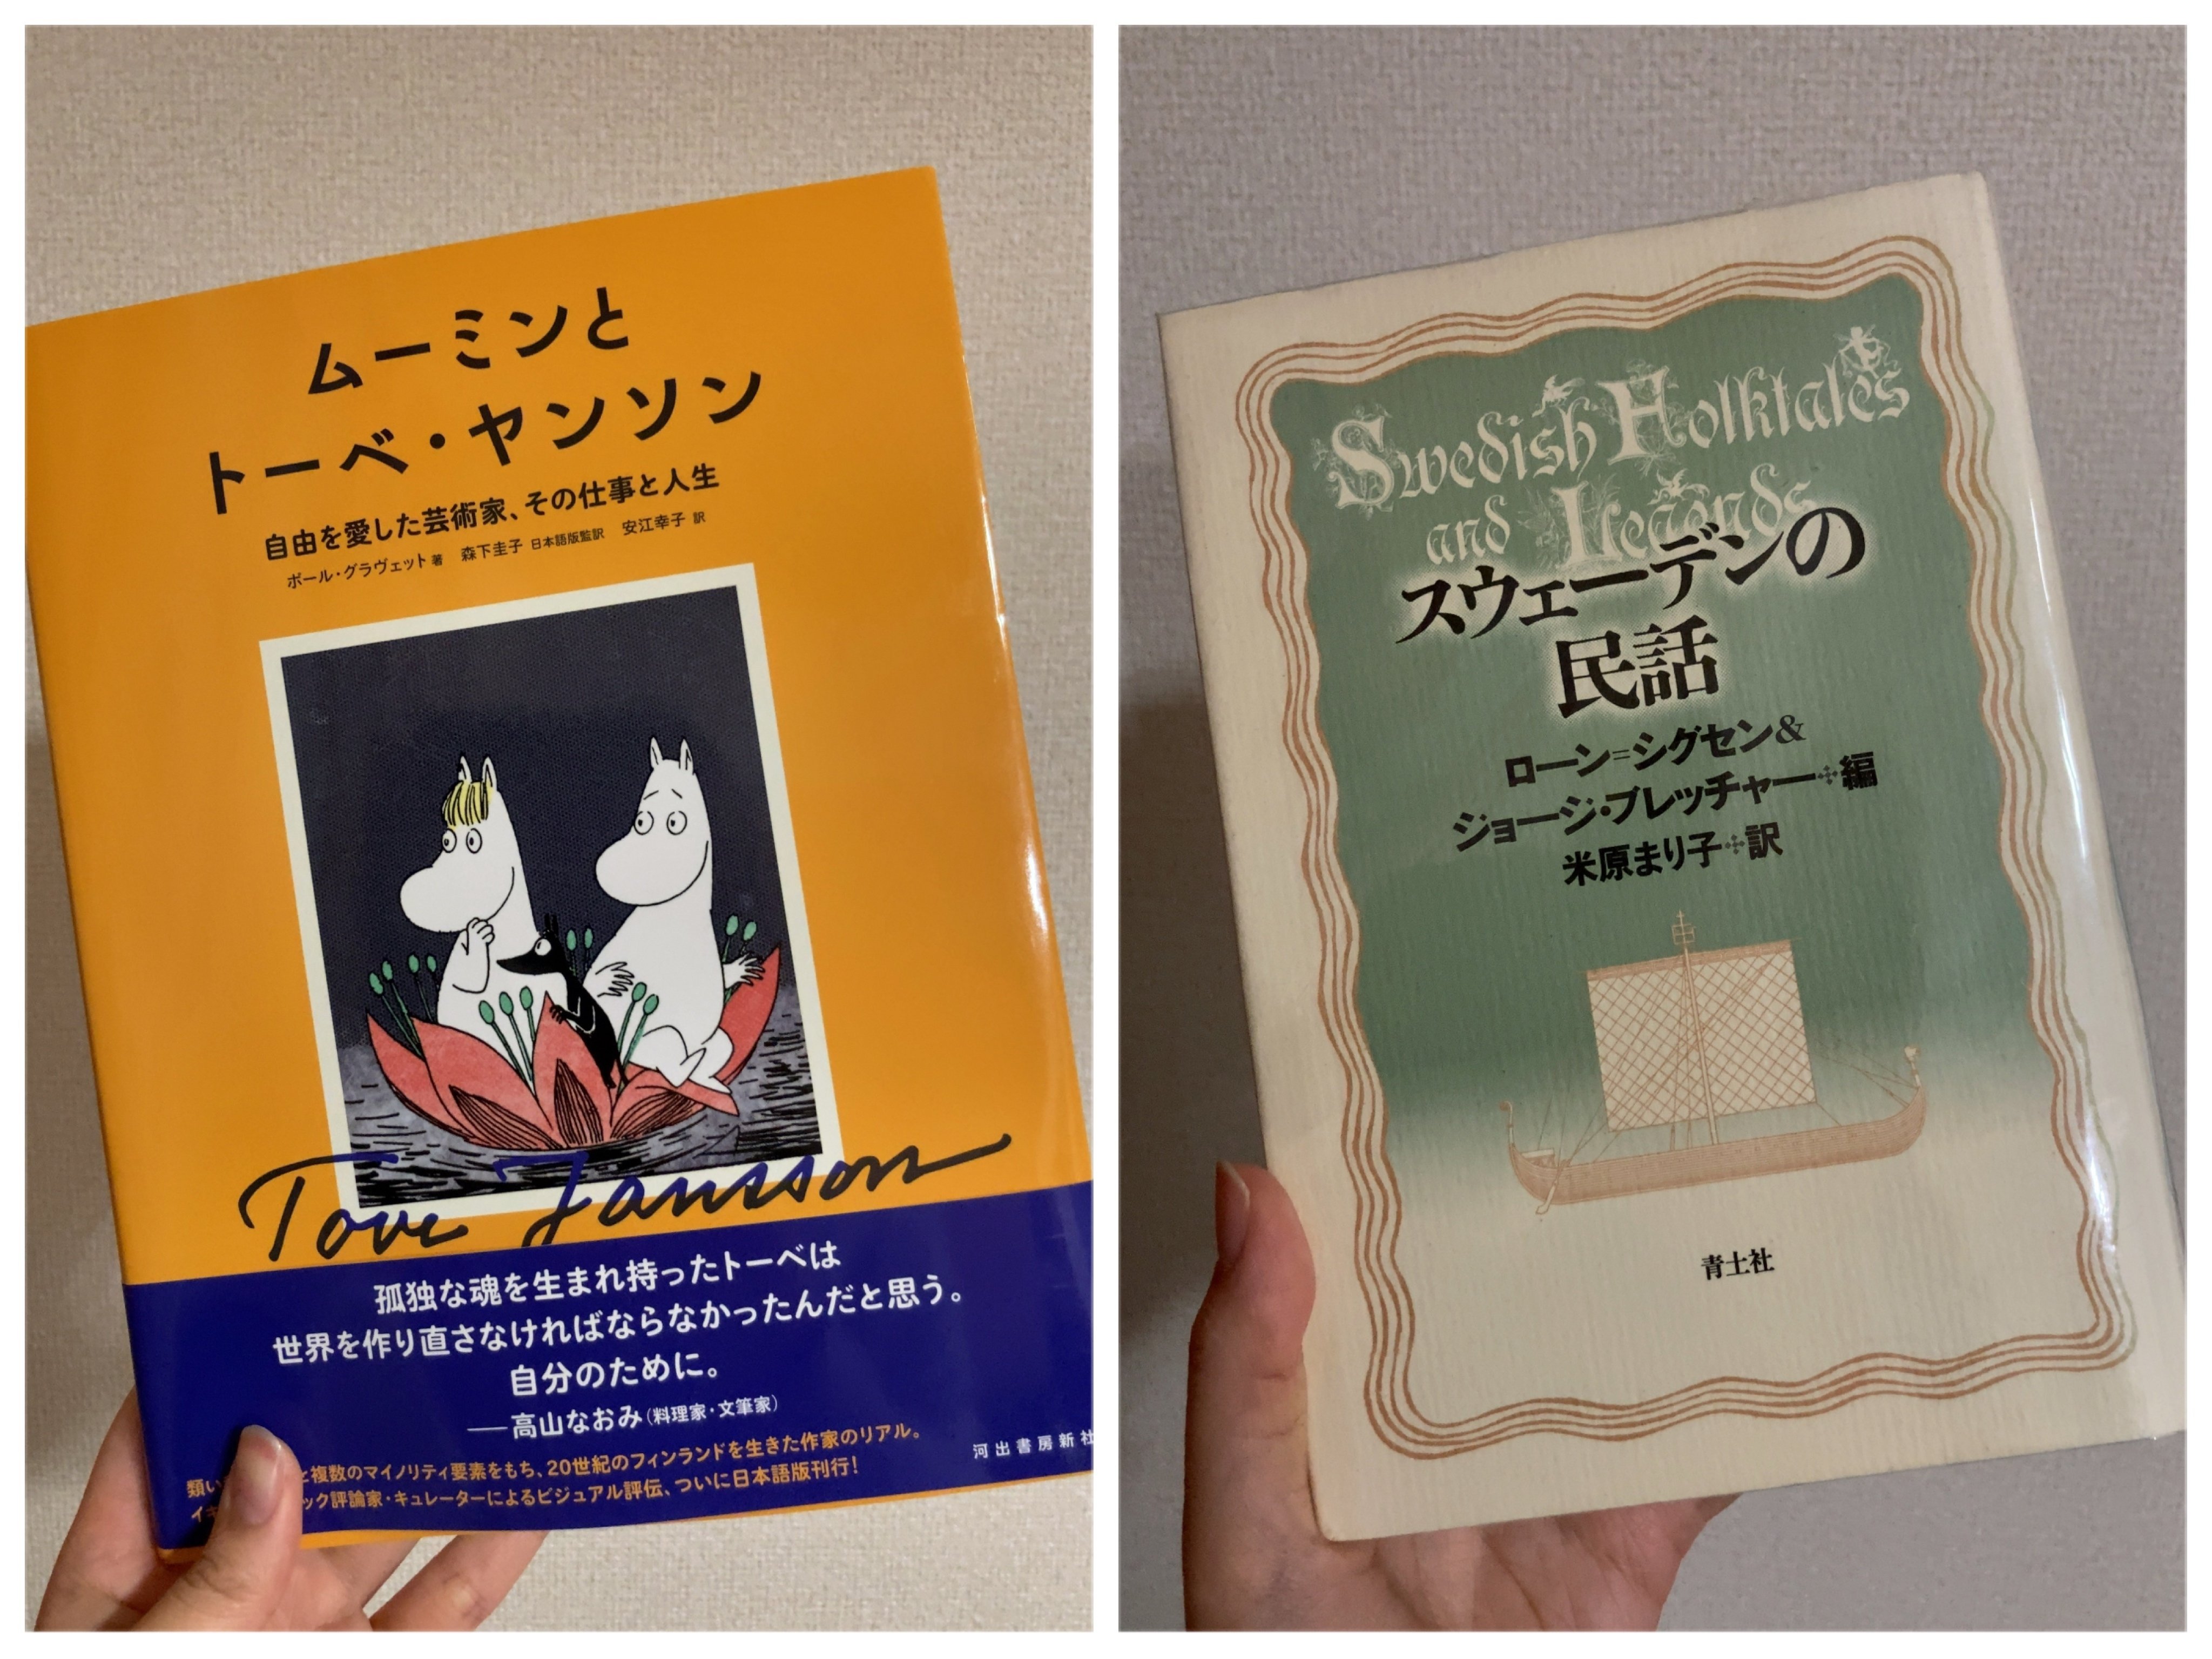 ムーミンと
トーベ・ヤンソン
自由を愛した芸術家、その仕事と人生
ポール・グラヴェット 著 森下圭子 日本語版監訳 安江幸子 訳
Tove Jansson
孤独な魂を生まれ持ったトーベは
世界を作り直さなければならなかったんだと思う。
自分のために。
──高山なおみ(料理家・文筆家)
類い と複数のマイノリティ要素をもち、20世紀のフィンランドを生きた作家のリアル。
イギ ック評論家・キュレーターによるビジュアル評伝、ついに日本語版刊行!
河出書房新社
Swedish Folktales
and Legends
スウェーデンの
民話
ローン=シグセン&
ジョージ・ブレッチャー 編
米原まり子 訳
青土社